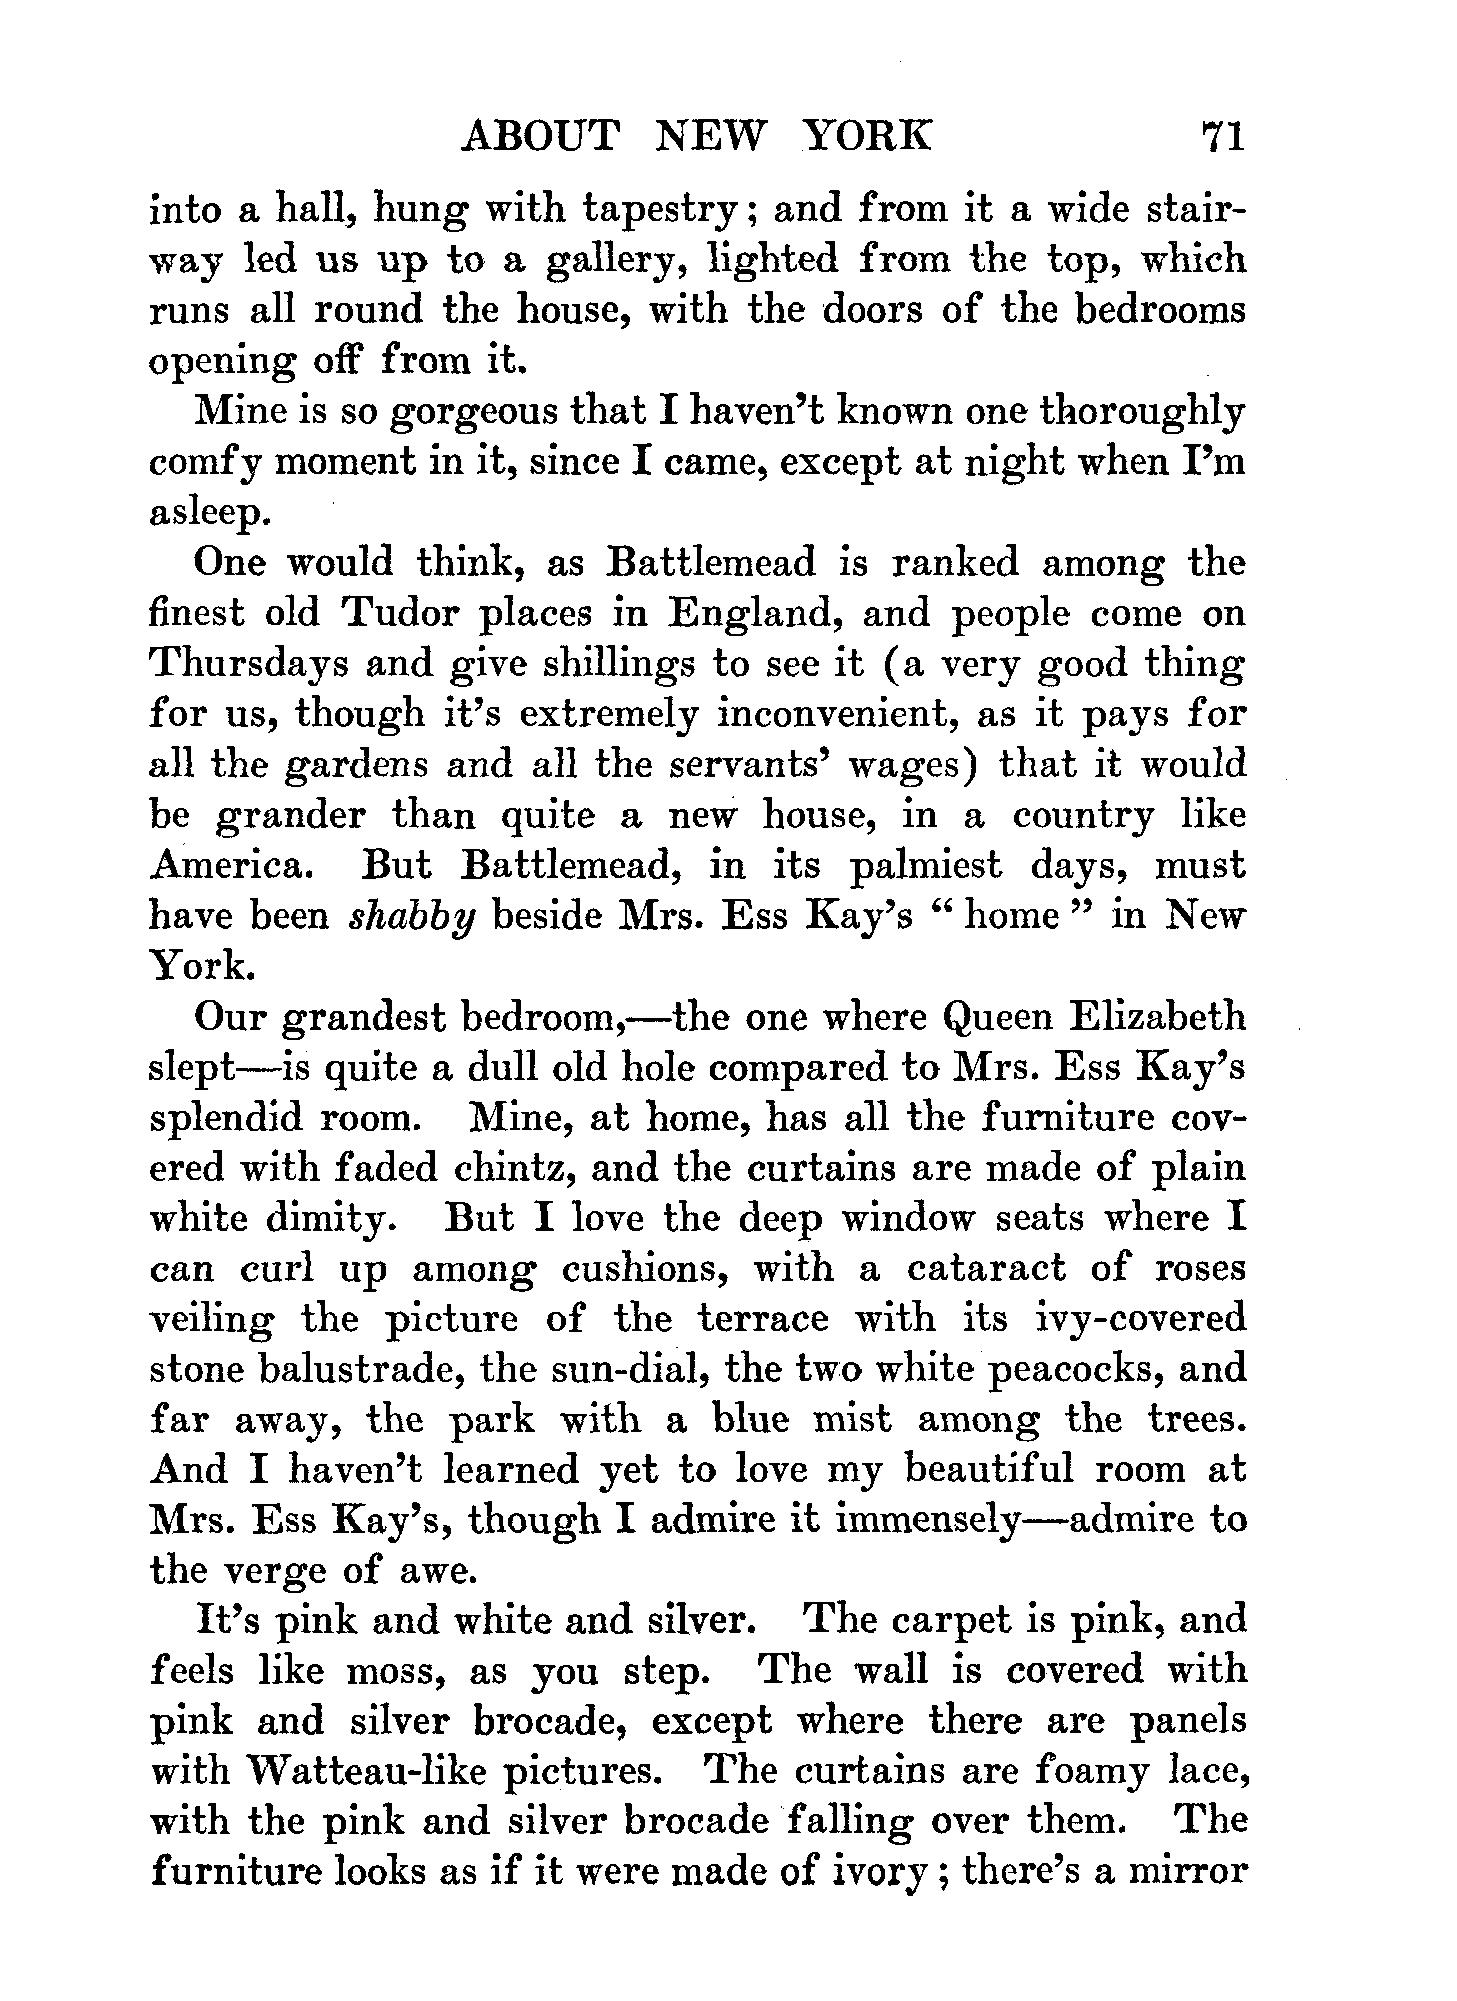 ABOUT NEW YORK 71
into a hall, hung with tapestry; and from it a wide stair-
way led us up to a gallery, lighted from the top, which
runs all round the house, with the doors of the bedrooms
opening off from it.
Mine is so gorgeous that I haven't known one thoroughly
comfy moment in it, since I came, except at night when I'm
asleep.
One would think, as Battlemead is ranked among the
finest old Tudor places in England, and people come on
Thursdays and give shillings to see it (a very good thing
for us, though it's extremely inconvenient, as it pays for
all the gardens and all the servants' wages) that it would
be grander than quite a new house, in a country like
America. But Battlemead, in its palmiest days, must
have been shabby beside Mrs. Ess Kay's “ home ” in New
York.
Our grandest bedroom,—the one where Queen Elizabeth
slept—is quite a dull old hole compared to Mrs. Ess Kay's
splendid room. Mine, at home, has all the furniture cov-
ered with faded chintz, and the curtains are made of plain
white dimity. But I love the deep window seats where I
can curl up among cushions, with a cataract of roses
veiling the picture of the terrace with its ivy-covered
stone balustrade, the sun-dial, the two white peacocks, and
far away, the park with a blue mist among the trees.
And I haven't learned yet to love my beautiful room at
Mrs. Ess Kay's, though I admire it immensely—admire to
the verge of awe.
It's pink and white and silver. The carpet is pink, and
feels like moss, as you step. The wall is covered with
pink and silver brocade, except where there are panels
with Watteau-like pictures. The curtains are foamy lace,
with the pink and silver brocade falling over them. The
furniture looks as if it were made of ivory; there's a mirror